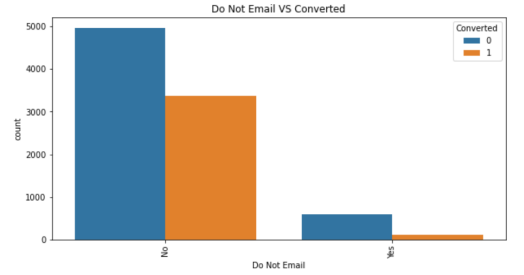 Do Not Email VS Converted
Converted
0
1
5000
4000
3000
2000
1000
0
count
No
Yes
Do Not Email